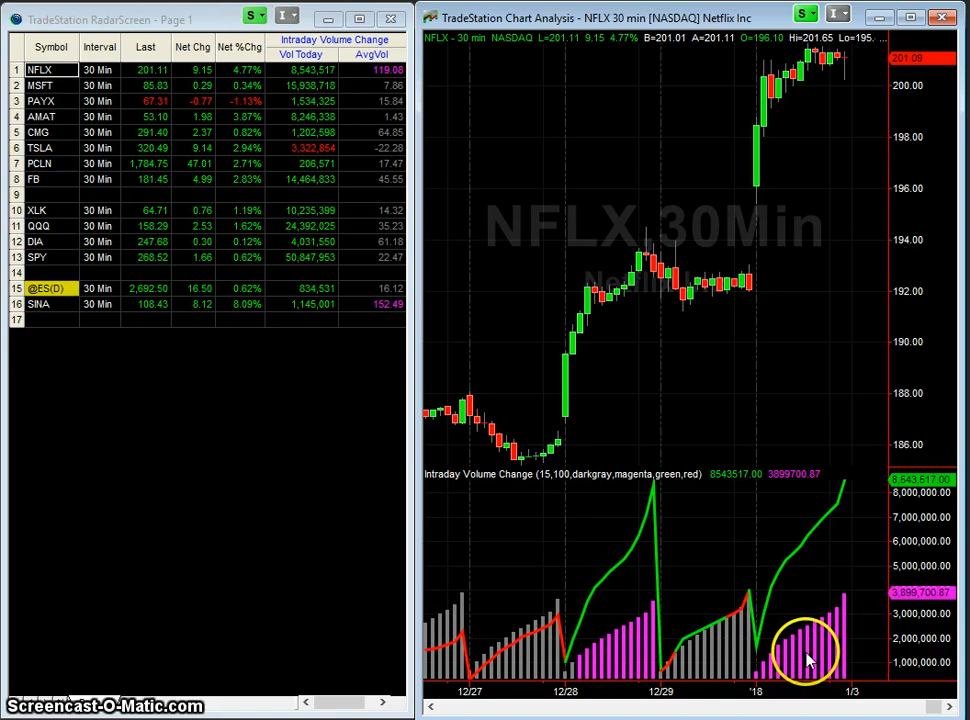 TradeStation RadarScreen - Page 1
S
I
Symbol Interval Last Net Chg Net %Chg Intraday Volume Change
Vol Today AvgVol
1 NFLX 30 Min 201.11 9.15 4.77% 8,543,517 119.08
2 MSFT 30 Min 85.83 0.29 0.34% 15,938,718 7.86
3 PAYX 30 Min 67.31 -0.77 -1.13% 1,534,325 15.84
4 AMAT 30 Min 53.10 1.98 3.87% 8,246,338 1.43
5 CMG 30 Min 291.40 2.37 0.82% 1,202,598 64.85
6 TSLA 30 Min 320.49 9.14 2.94% 3,322,854 -22.28
7 PCLN 30 Min 1,784.75 47.01 2.71% 206,571 17.47
8 FB 30 Min 181.45 4.99 2.83% 14,464,833 45.55
9
10 XLK 30 Min 64.71 0.76 1.19% 10,235,399 14.32
11 QQQ 30 Min 158.29 2.53 1.62% 24,392,025 35.23
12 DIA 30 Min 247.68 0.30 0.12% 4,031,550 61.18
13 SPY 30 Min 268.52 1.66 0.62% 50,847,953 22.47
14
15 @ES(D) 30 Min 2,692.50 16.50 0.62% 834,531 16.12
16 SINA 30 Min 108.43 8.12 8.09% 1,145,001 152.49
17
Screencast-O-Matic.com
TradeStation Chart Analysis - NFLX 30 min [NASDAQ] Netflix Inc
S
I
NFLX - 30 min NASDAQ L=201.11 9.15 4.77% B=201.01 A=201.11 O=196.10 Hi=201.65 Lo=195. ...
201.09
200.00
198.00
196.00
194.00
192.00
190.00
188.00
186.00
NFLX 30Min
Intraday Volume Change (15,100,darkgray,magenta,green,red) 8543517.00 3899700.87
8,543,517.00
8,000,000.00
7,000,000.00
6,000,000.00
5,000,000.00
3,899,700.87
3,000,000.00
2,000,000.00
1,000,000.00
12/27 12/28 12/29 '18 1/3